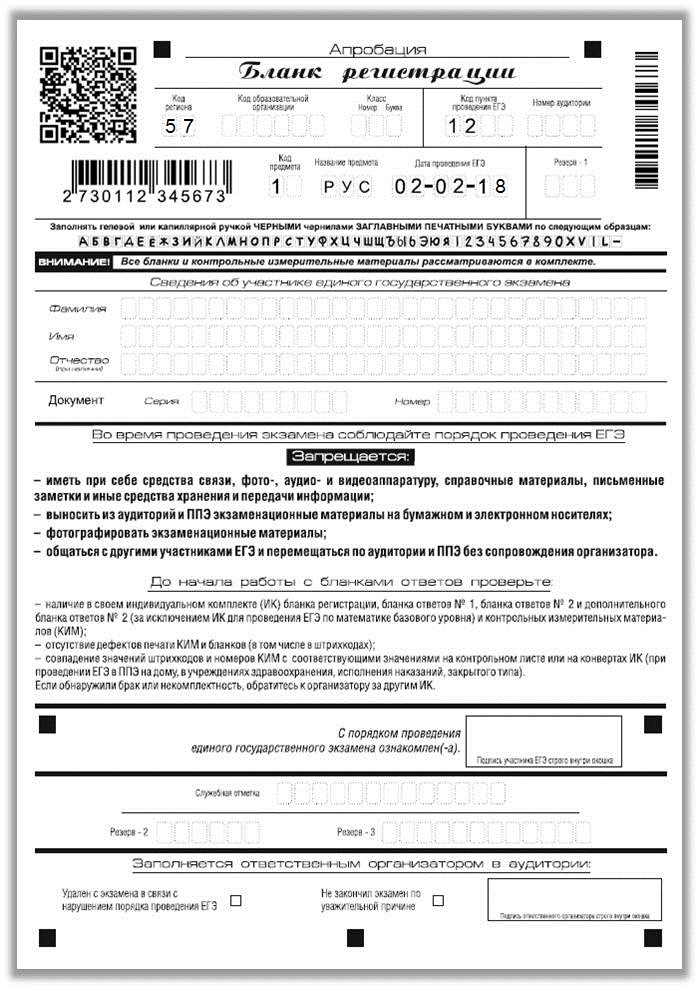 Апробация
Бланк регистрации
Код региона
Код образовательной организации
Класс
Номер Буква
Код пункта проведения ЕГЭ
Номер аудитории
57
12
Код предмета
Название предмета
Дата проведения ЕГЭ
Резерв - 1
1
РУС
02-02-18
2 730112 345673
Заполнять гелевой или капиллярной ручкой ЧЕРНЫМИ чернилами ЗАГЛАВНЫМИ ПЕЧАТНЫМИ БУКВАМИ по следующим образцам:
АБВГДЕЁЖЗИЙКЛМНОПРСТУФХЦЧШЩЪЫЬЭЮЯ1234567890XVIL-
ВНИМАНИЕ! Все бланки и контрольные измерительные материалы рассматриваются в комплекте.
Сведения об участнике единого государственного экзамена
Фамилия
Имя
Отчество
(при наличии)
Документ Серия Номер
Во время проведения экзамена соблюдайте порядок проведения ЕГЭ
Запрещается:
– иметь при себе средства связи, фото-, аудио- и видеоаппаратуру, справочные материалы, письменные
заметки и иные средства хранения и передачи информации;
– выносить из аудиторий и ППЭ экзаменационные материалы на бумажном и электронном носителях;
– фотографировать экзаменационные материалы;
– общаться с другими участниками ЕГЭ и перемещаться по аудитории и ППЭ без сопровождения организатора.
До начала работы с бланками ответов проверьте:
– наличие в своем индивидуальном комплекте (ИК) бланка регистрации, бланка ответов № 1, бланка ответов № 2 и дополнительного
бланка ответов № 2 (за исключением ИК для проведения ЕГЭ по математике базового уровня) и контрольных измерительных материа-
лов (КИМ);
– отсутствие дефектов печати КИМ и бланков (в том числе в штрихкодах);
– совпадение значений штрихкодов и номеров КИМ с соответствующими значениями на контрольном листе или на конвертах ИК (при
проведении ЕГЭ в ППЭ на дому, в учреждениях здравоохранения, исполнения наказаний, закрытого типа).
Если обнаружили брак или некомплектность, обратитесь к организатору за другим ИК.
С порядком проведения
единого государственного экзамена ознакомлен(-а).
Подпись участника ЕГЭ строго внутри окошка
Служебная отметка
Резерв - 2 Резерв - 3
Заполняется ответственным организатором в аудитории:
Удален с экзамена в связи с
нарушением порядка проведения ЕГЭ
Не закончил экзамен по
уважительной причине
Подпись ответственного организатора строго внутри окошка